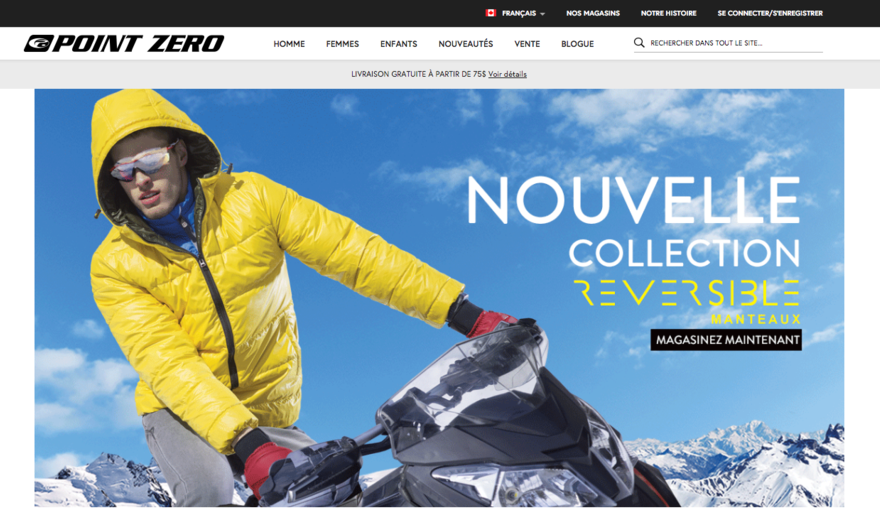 FRANÇAIS NOS MAGASINS NOTRE HISTOIRE SE CONNECTER/S'ENREGISTRER
POINT ZERO
HOMME FEMMES ENFANTS NOUVEAUTÉS VENTE BLOGUE RECHERCHER DANS TOUT LE SITE...
LIVRAISON GRATUITE À PARTIR DE 75$ Voir détails
NOUVELLE
COLLECTION
REVERSIBLE
MANTEAUX
MAGASINEZ MAINTENANT